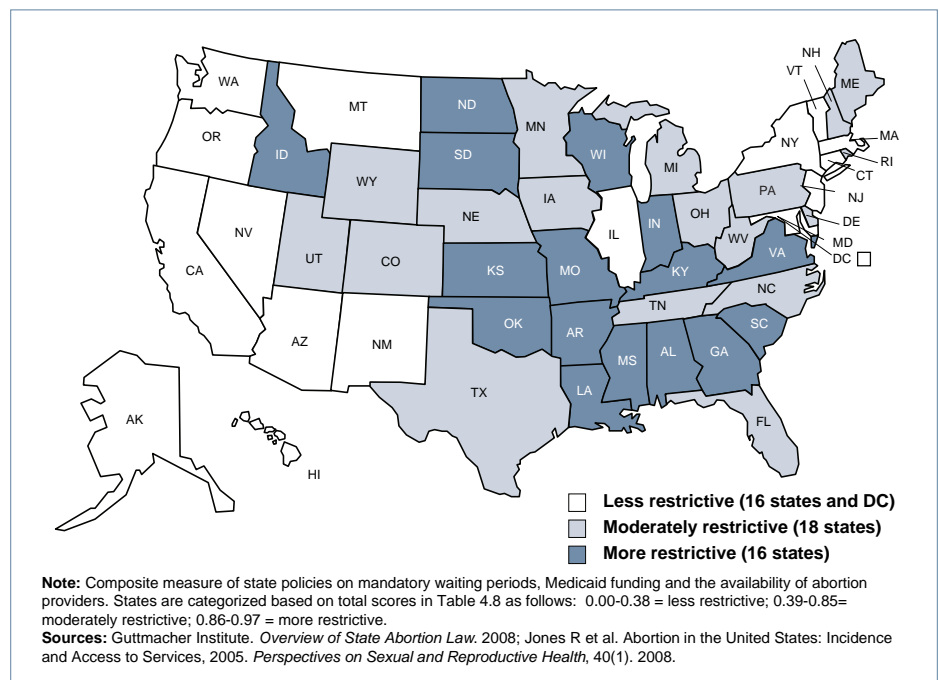 WA
OR
CA
NV
ID
MT
WY
UT
AZ
CO
NM
ND
SD
NE
KS
OK
TX
MN
IA
MO
AR
LA
WI
IL
MI
IN
OH
KY
TN
MS
AL
GA
FL
SC
NC
VA
WV
PA
NY
VT
NH
ME
MA
RI
CT
NJ
DE
MD
DC
AK
HI
Less restrictive (16 states and DC)
Moderately restrictive (18 states)
More restrictive (16 states)
Note: Composite measure of state policies on mandatory waiting periods, Medicaid funding and the availability of abortion
providers. States are categorized based on total scores in Table 4.8 as follows: 0.00-0.38 = less restrictive; 0.39-0.85=
moderately restrictive; 0.86-0.97 = more restrictive.
Sources: Guttmacher Institute. Overview of State Abortion Law. 2008; Jones R et al. Abortion in the United States: Incidence
and Access to Services, 2005. Perspectives on Sexual and Reproductive Health, 40(1). 2008.